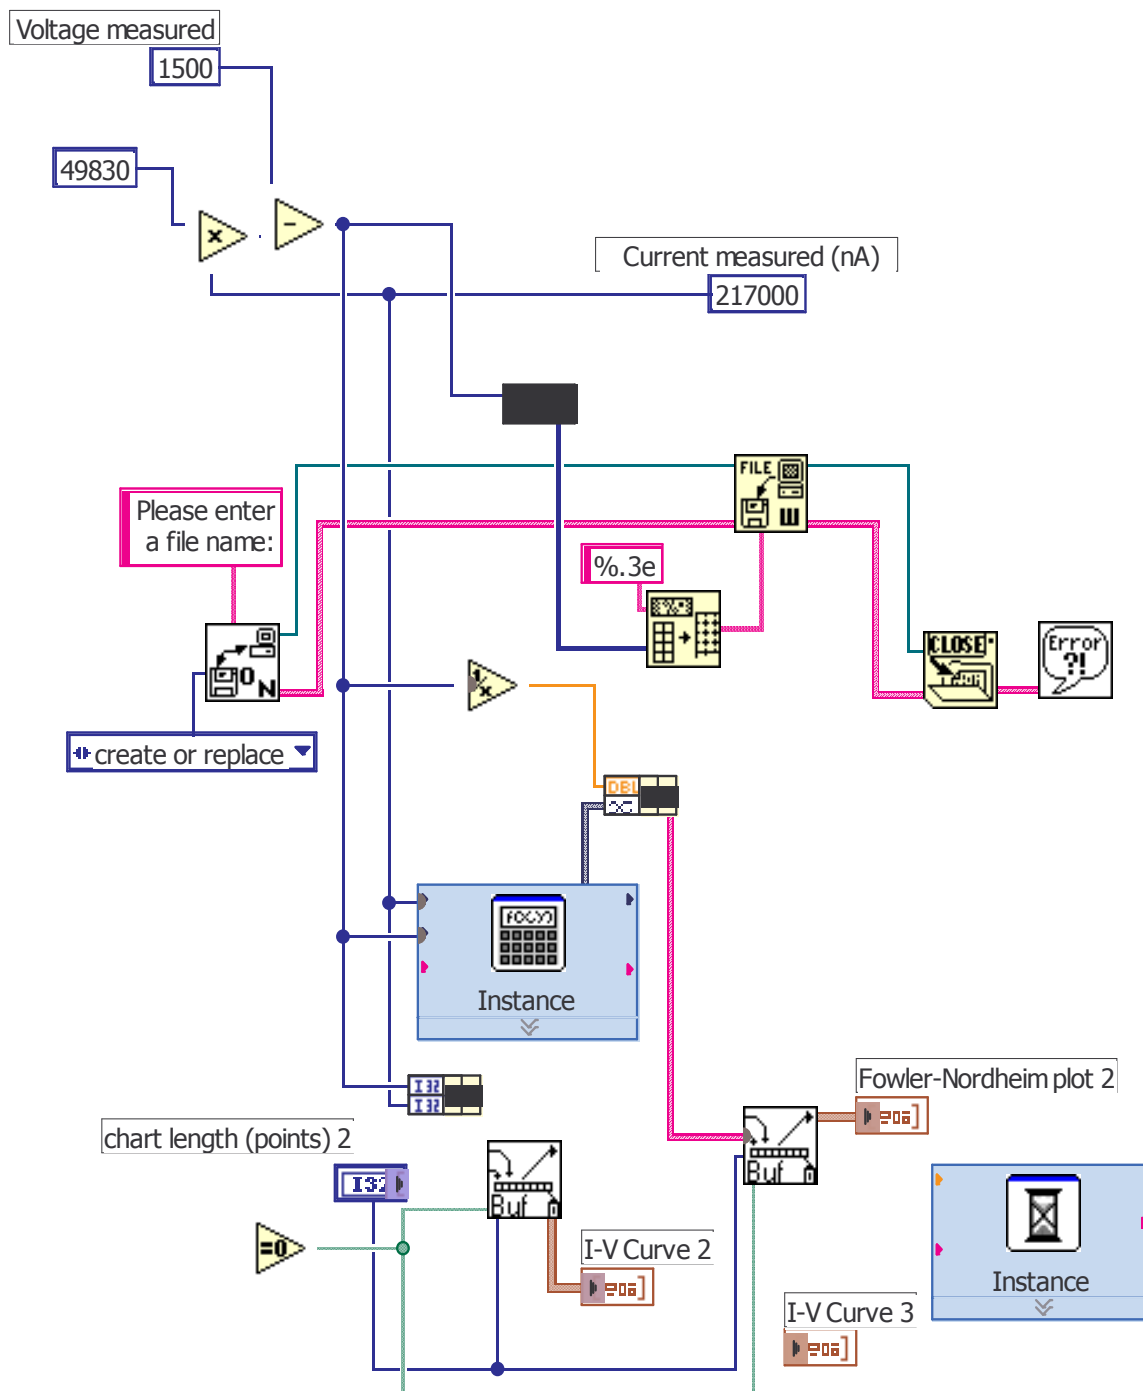 Voltage measured
1500
49830
x
-
Current measured (nA)
217000
FILE
Please enter
a file name:
%.3e
CLOSE
Error
?!
O
N
1/x
create or replace
DBL
f(x,y)
Instance
I32
I32
Fowler-Nordheim plot 2
chart length (points) 2
I32
Buf
Buf
=0
I-V Curve 2
Instance
I-V Curve 3